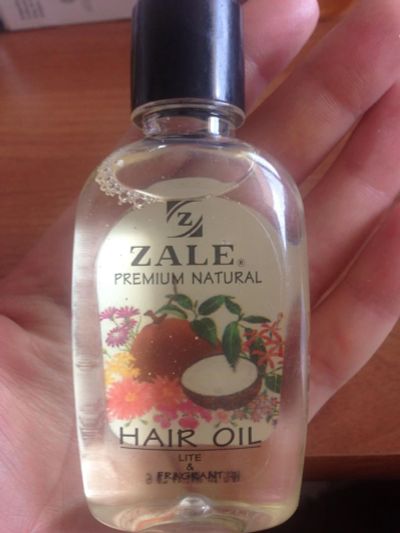 Z
ZALE®
PREMIUM NATURAL
HAIR OIL
LITE
&
FRAGRANT